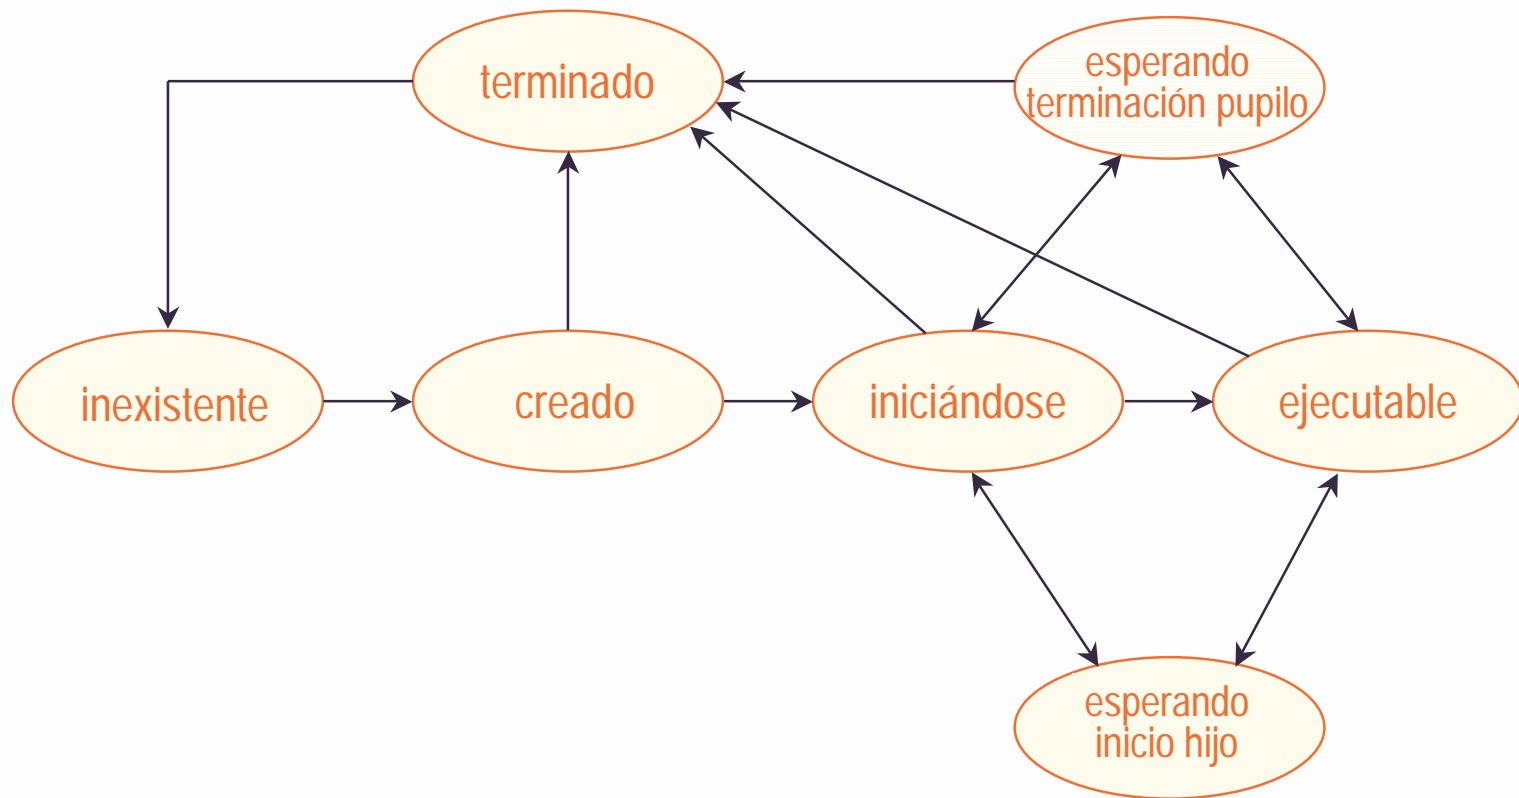 terminado
esperando
terminación pupilo
inexistente
creado
iniciándose
ejecutable
esperando
inicio hijo